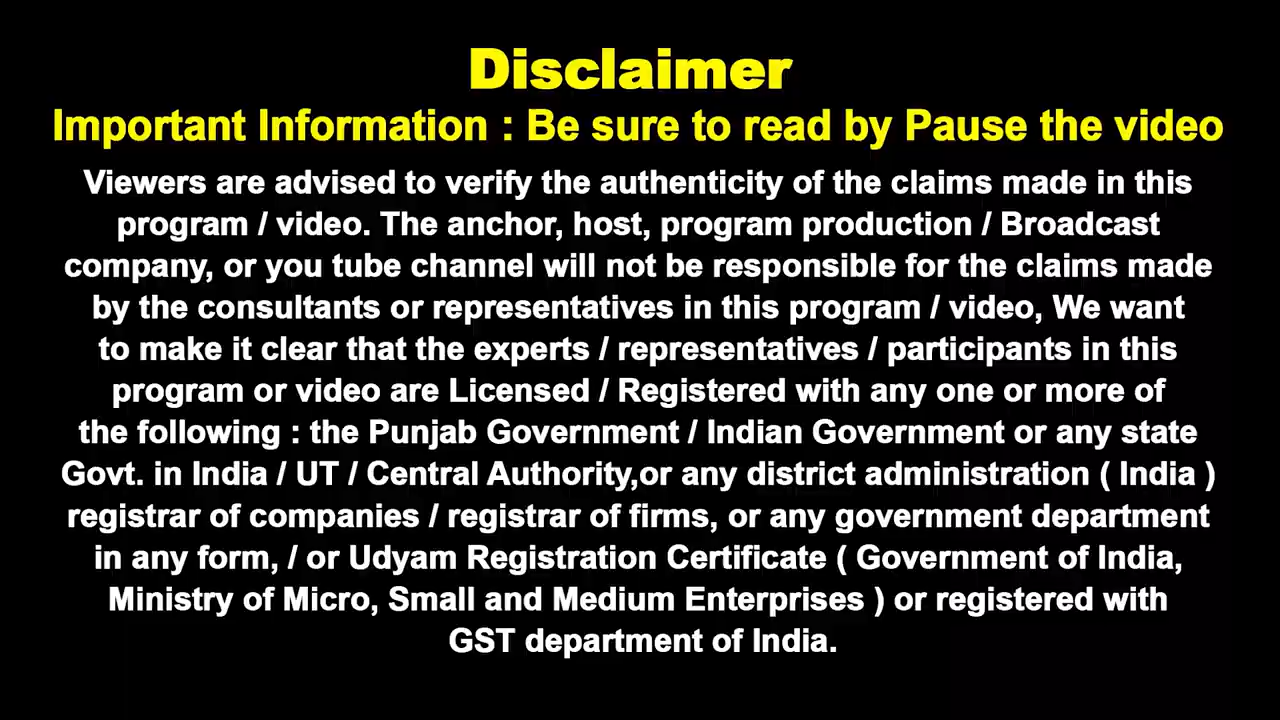 Disclaimer
Important Information : Be sure to read by Pause the video
Viewers are advised to verify the authenticity of the claims made in this
program / video. The anchor, host, program production / Broadcast
company, or you tube channel will not be responsible for the claims made
by the consultants or representatives in this program / video, We want
to make it clear that the experts / representatives / participants in this
program or video are Licensed / Registered with any one or more of
the following : the Punjab Government / Indian Government or any state
Govt. in India / UT / Central Authority,or any district administration ( India )
registrar of companies / registrar of firms, or any government department
in any form, / or Udyam Registration Certificate ( Government of India,
Ministry of Micro, Small and Medium Enterprises ) or registered with
GST department of India.